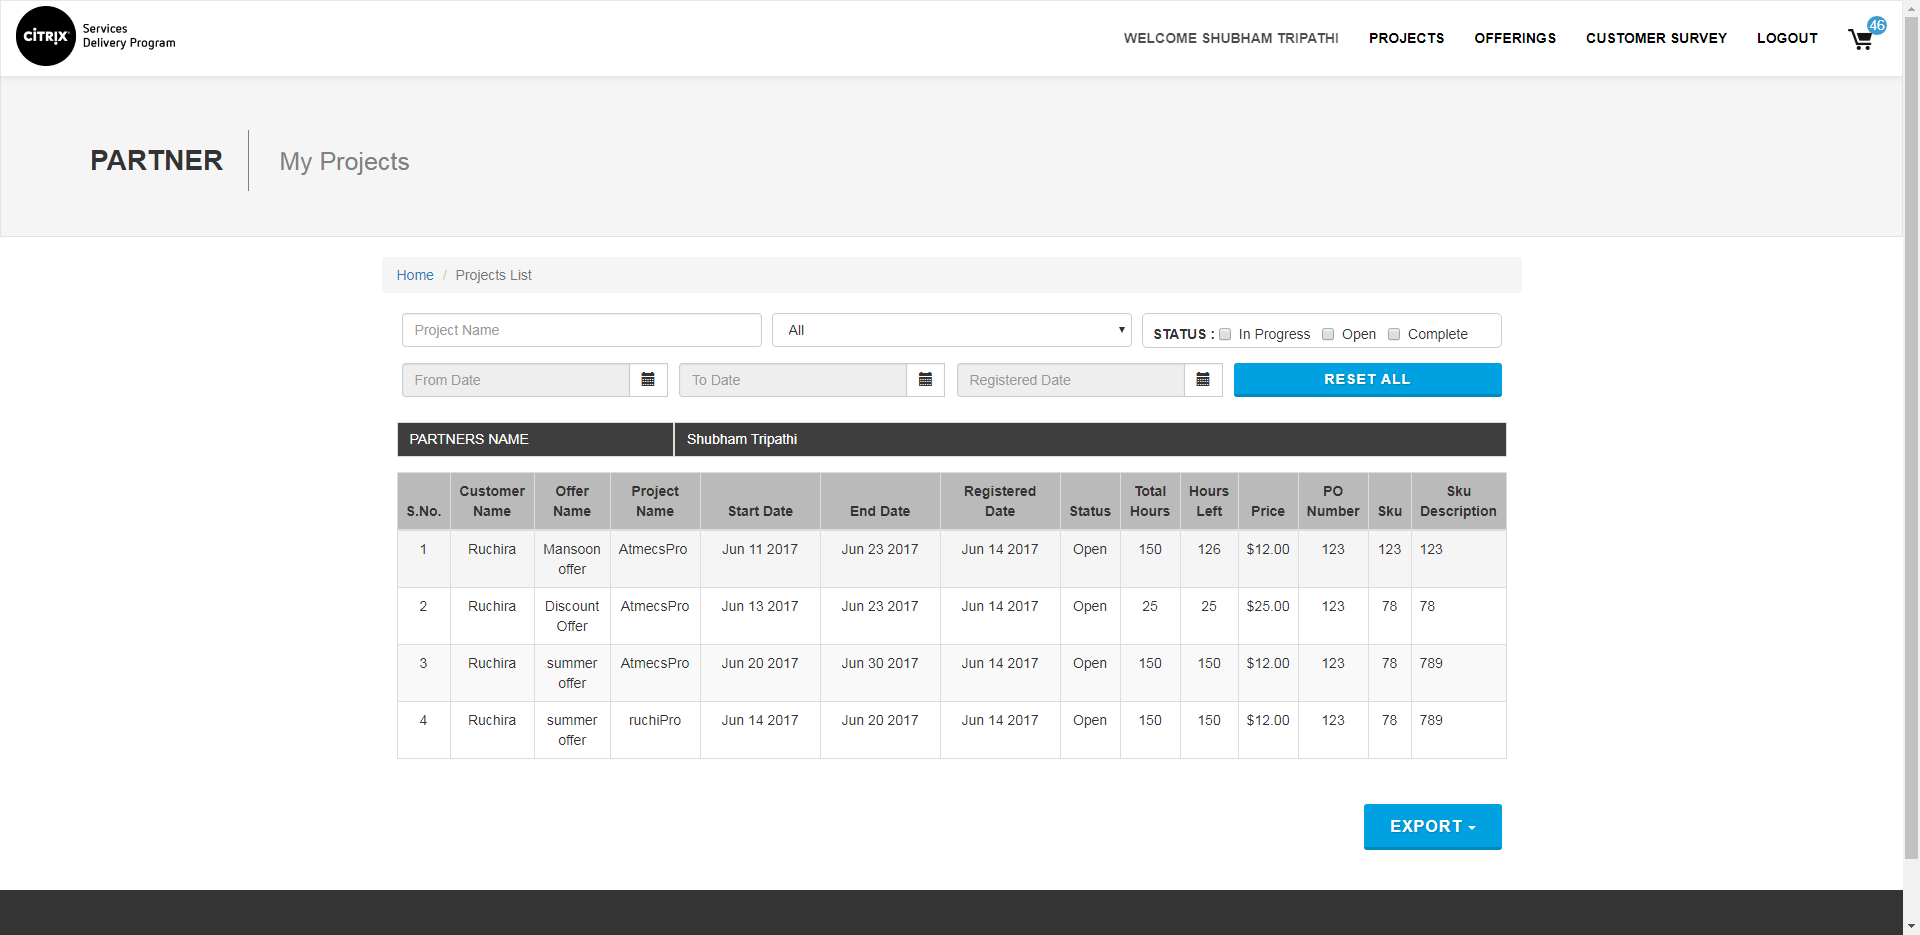 CITRIX
Services
Delivery Program
WELCOME SHUBHAM TRIPATHI PROJECTS OFFERINGS CUSTOMER SURVEY LOGOUT 46
PARTNER My Projects
Home / Projects List
Project Name All STATUS : In Progress Open Complete
From Date To Date Registered Date RESET ALL
PARTNERS NAME Shubham Tripathi
S.No. Customer Name Offer Name Project Name Start Date End Date Registered Date Status Total Hours Hours Left Price PO Number Sku Sku Description
1 Ruchira Mansoon offer AtmecsPro Jun 11 2017 Jun 23 2017 Jun 14 2017 Open 150 126 $12.00 123 123 123
2 Ruchira Discount Offer AtmecsPro Jun 13 2017 Jun 23 2017 Jun 14 2017 Open 25 25 $25.00 123 78 78
3 Ruchira summer offer AtmecsPro Jun 20 2017 Jun 30 2017 Jun 14 2017 Open 150 150 $12.00 123 78 789
4 Ruchira summer offer ruchiPro Jun 14 2017 Jun 20 2017 Jun 14 2017 Open 150 150 $12.00 123 78 789
EXPORT